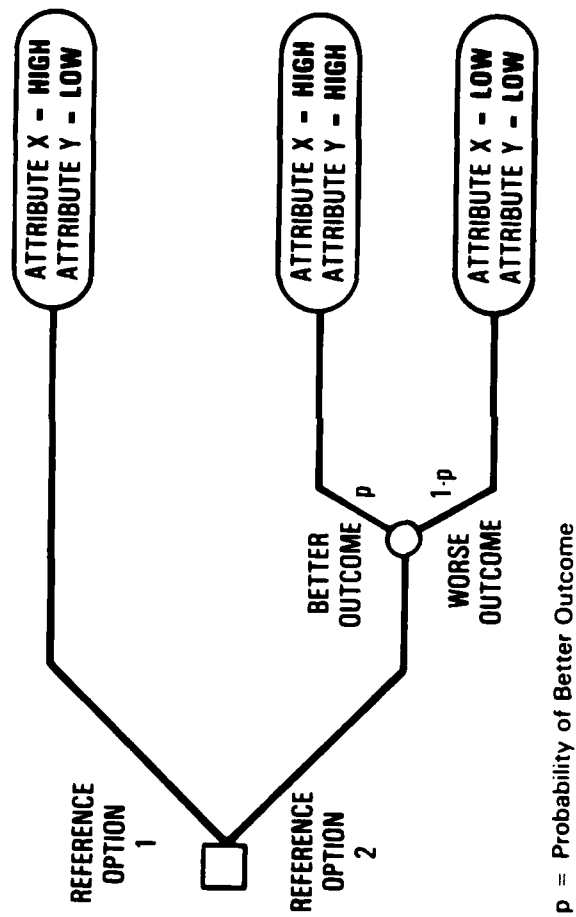 REFERENCE
OPTION
1
ATTRIBUTE X - HIGH
ATTRIBUTE Y - LOW
REFERENCE
OPTION
2
BETTER
OUTCOME
p
ATTRIBUTE X - HIGH
ATTRIBUTE Y - HIGH
WORSE
OUTCOME
1-p
ATTRIBUTE X - LOW
ATTRIBUTE Y - LOW
p = Probability of Better Outcome